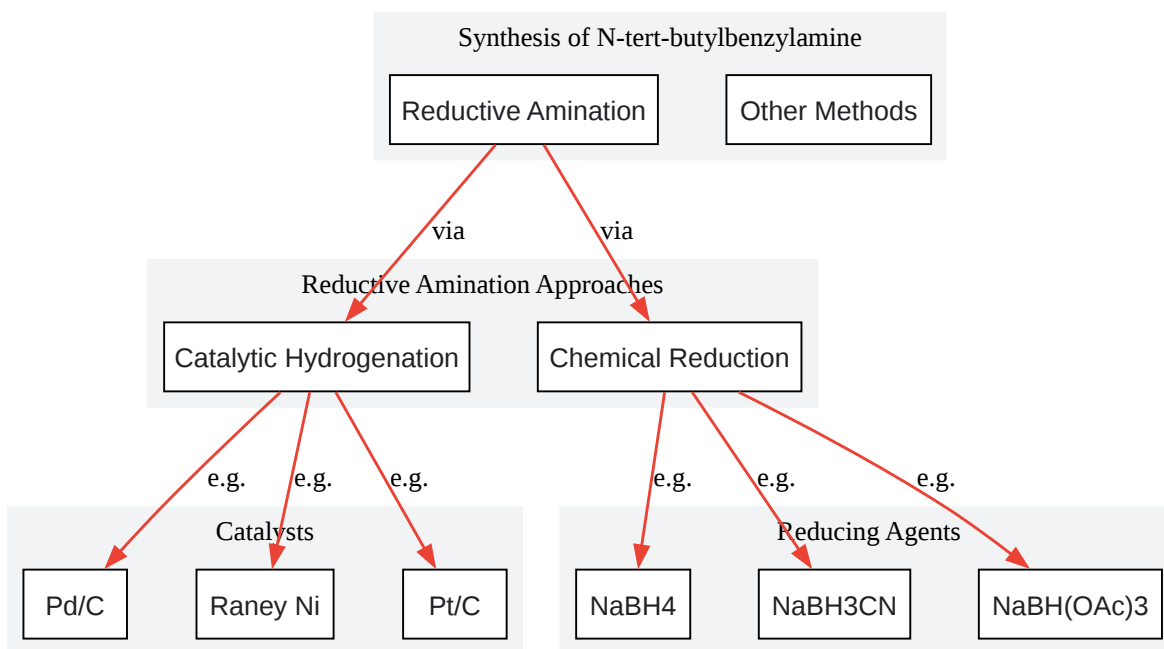 Synthesis of N-tert-butylbenzylamine
Reductive Amination
Other Methods
via
via
Reductive Amination Approaches
Catalytic Hydrogenation
Chemical Reduction
e.g.
e.g.
e.g.
e.g.
e.g.
e.g.
Catalysts
Reducing Agents
Pd/C
Raney Ni
Pt/C
NaBH4
NaBH3CN
NaBH(OAc)3